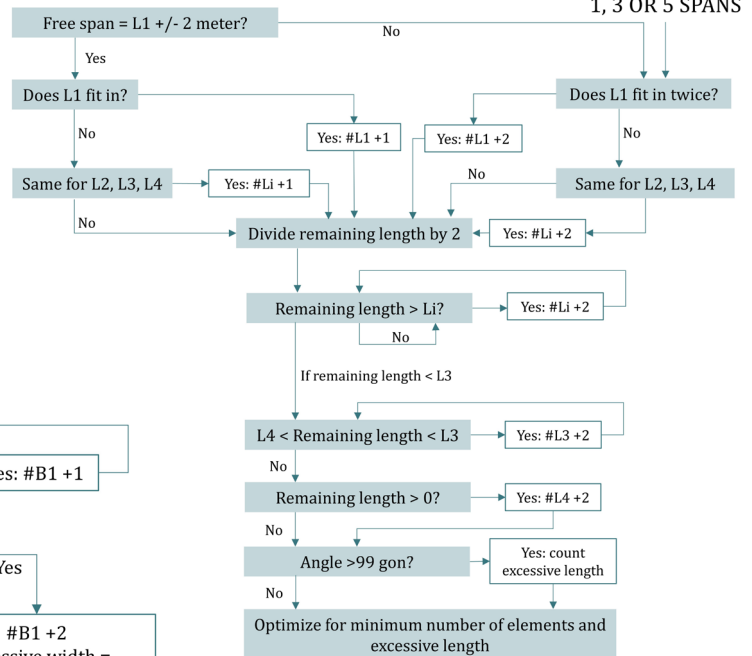 1, 3 OR 5 SPANS
Free span = L1 +/- 2 meter?
No
Yes
Does L1 fit in?
Does L1 fit in twice?
Yes: #L1 +1
Yes: #L1 +2
No
No
Same for L2, L3, L4
Yes: #Li +1
No
Same for L2, L3, L4
No
Divide remaining length by 2
Yes: #Li +2
Remaining length > Li?
Yes: #Li +2
No
If remaining length < L3
L4 < Remaining length < L3
Yes: #L3 +2
No
es: #B1 +1
Remaining length > 0?
Yes: #L4 +2
No
Angle >99 gon?
Yes: count
excessive length
Yes
No
#B1 +2
Optimize for minimum number of elements and
excessive length
ssive width =